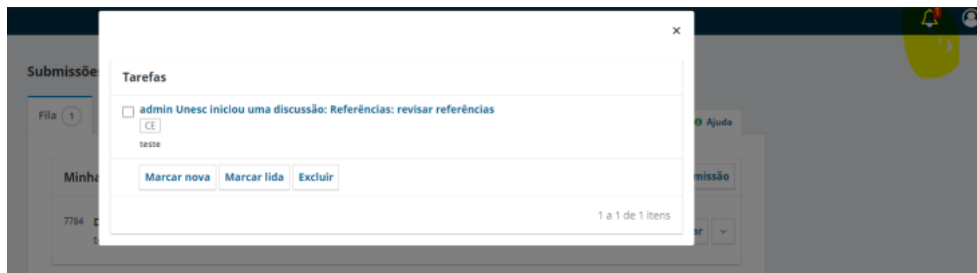 ×
Submissõe
Tarefas
Fila 1
admin Unesc iniciou uma discussão: Referências: revisar referências
CE
teste
Ajuda
Minha
Marcar nova Marcar lida Excluir
missão
7784
1 a 1 de 1 itens
ar